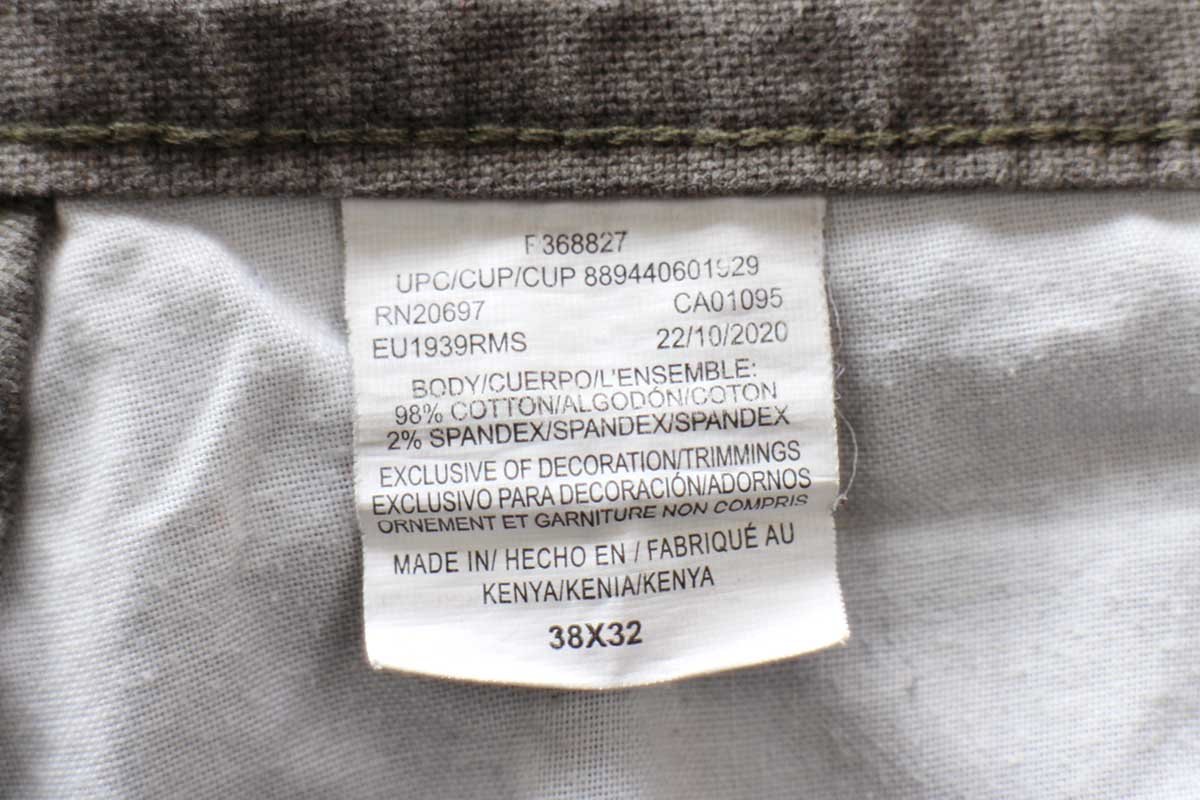 F368827
UPC/CUP/CUP 889440601929
RN20697 CA01095
EU1939RMS 22/10/2020
BODY/CUERPO/L'ENSEMBLE:
98% COTTON/ALGODÓN/COTON
2% SPANDEX/SPANDEX/SPANDEX
EXCLUSIVE OF DECORATION/TRIMMINGS
EXCLUSIVO PARA DECORACIÓN/ADORNOS
ORNEMENT ET GARNITURE NON COMPRIS
MADE IN/ HECHO EN / FABRIQUÉ AU
KENYA/KENIA/KENYA
38X32